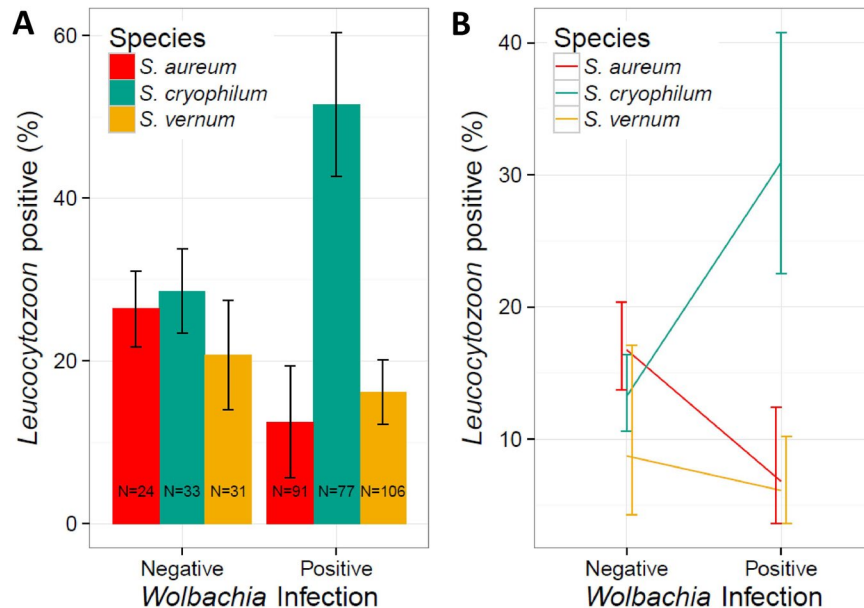 A
Species
S. aureum
S. cryophilum
S. vernum
Leucocytozoon positive (%)
60
40
20
0
N=24
N=33
N=31
N=91
N=77
N=106
Negative
Positive
Wolbachia Infection
B
Species
S. aureum
S. cryophilum
S. vernum
Leucocytozoon positive (%)
40
30
20
10
Negative
Positive
Wolbachia Infection